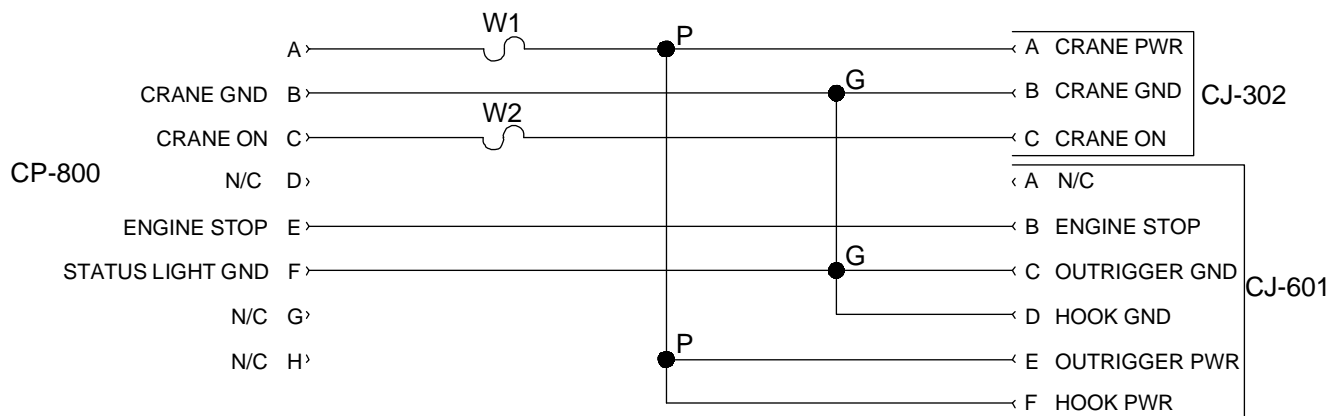 W1
A P A CRANE PWR
CRANE GND B G B CRANE GND CJ-302
W2
CRANE ON C C CRANE ON
CP-800
N/C D A N/C
ENGINE STOP E B ENGINE STOP
STATUS LIGHT GND F G C OUTRIGGER GND
CJ-601
N/C G D HOOK GND
N/C H P E OUTRIGGER PWR
F HOOK PWR